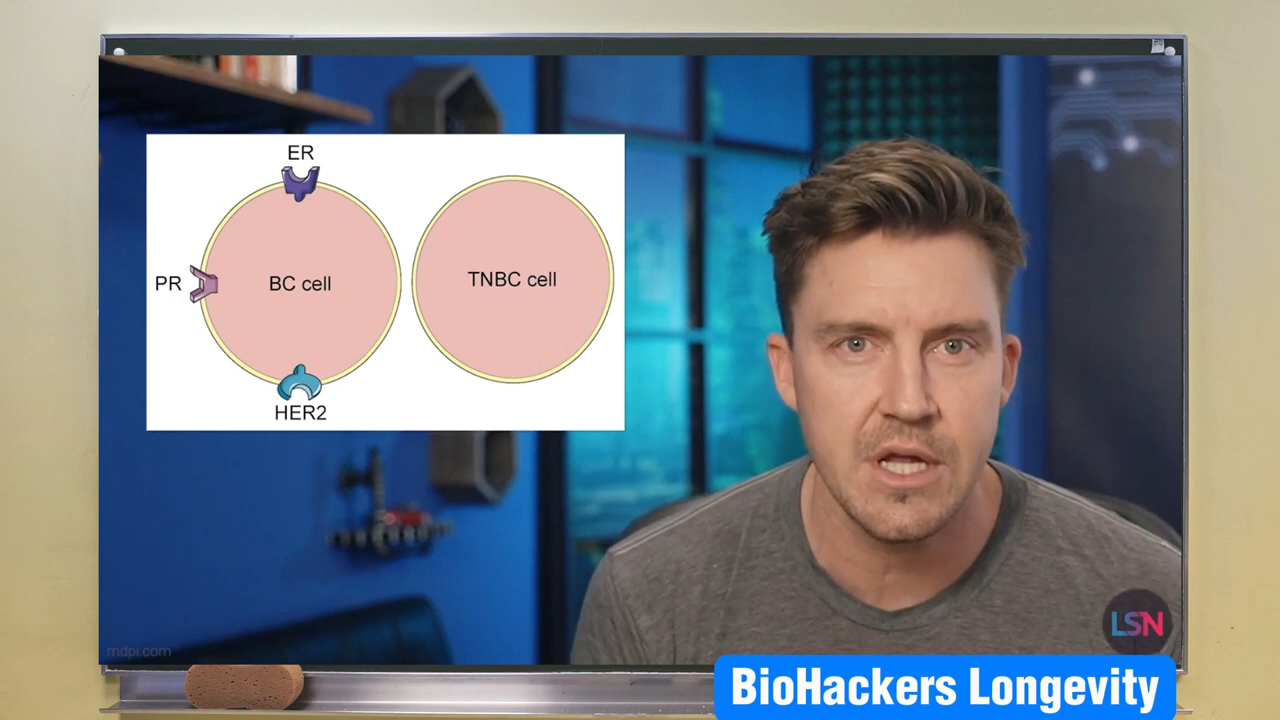 ER
PR
BC cell
TNBC cell
HER2
LSN
mdpi.com
BioHackers Longevity